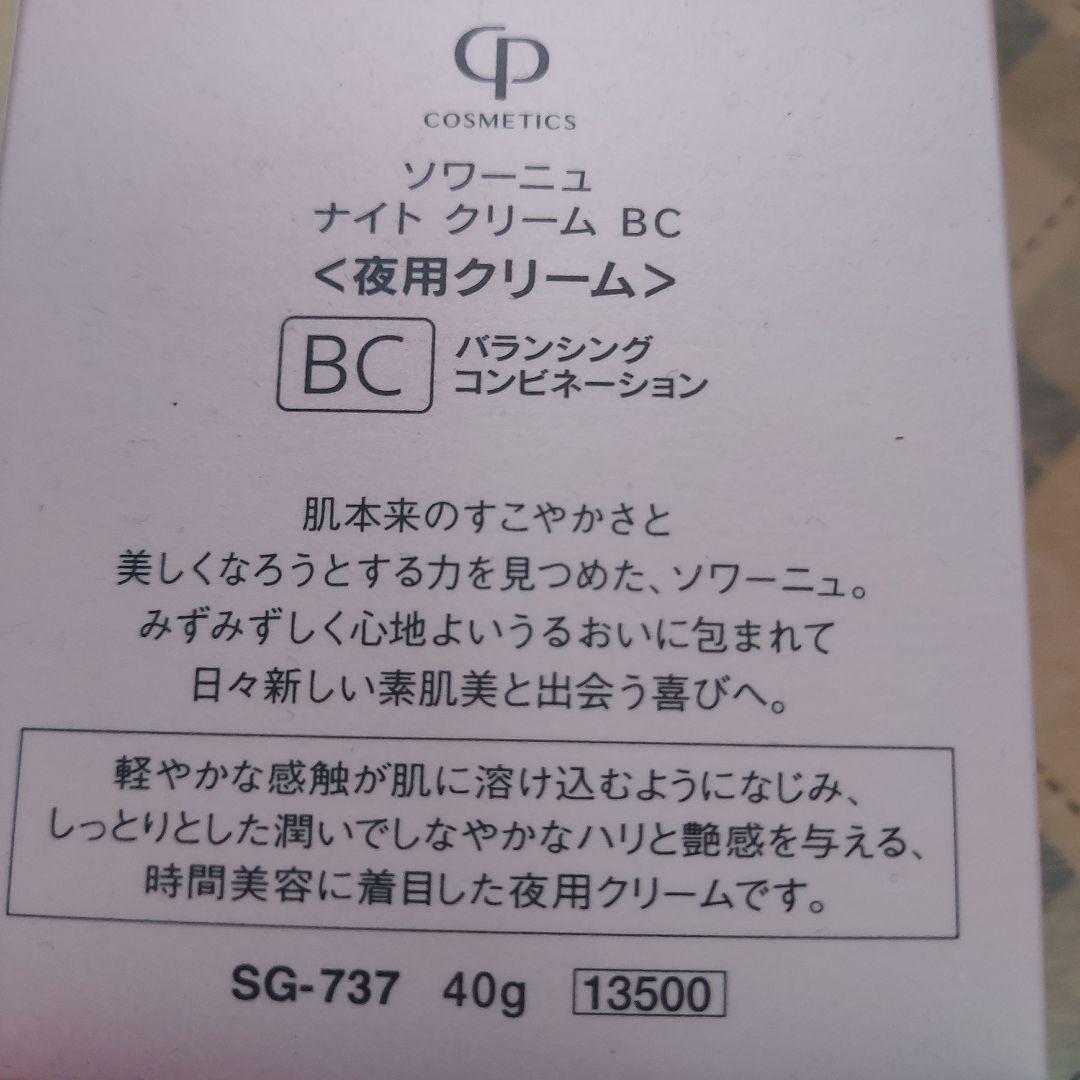 CP
COSMETICS
ソワーニュ
ナイト クリーム BC
<夜用クリーム>
BC バランシング
コンビネーション
肌本来のすこやかさと
美しくなろうとする力を見つめた、ソワーニュ。
みずみずしく心地よいうるおいに包まれて
日々新しい素肌美と出会う喜びへ。
軽やかな感触が肌に溶け込むようになじみ、
しっとりとした潤いでしなやかなハリと艶感を与える、
時間美容に着目した夜用クリームです。
SG-737 40g 13500